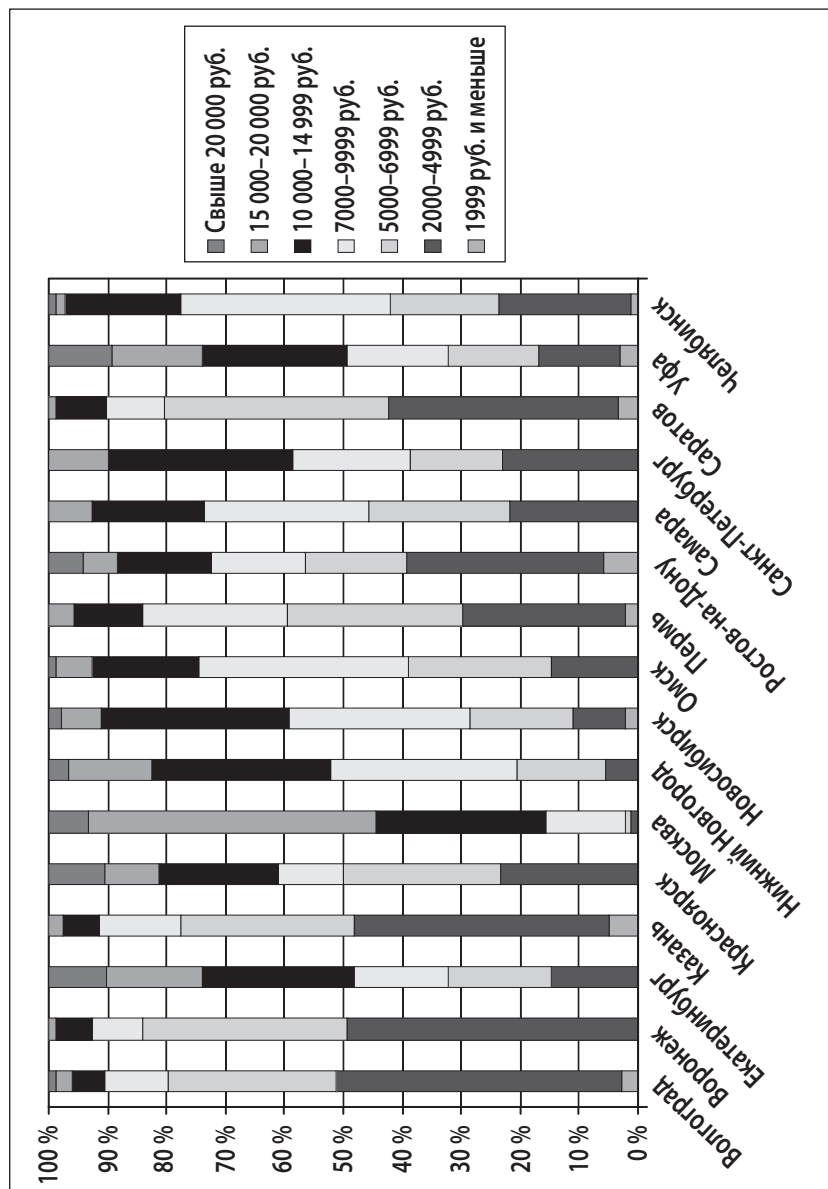 100 %
90 %
80 %
70 %
60 %
50 %
40 %
30 %
20 %
10 %
0 %
Волгоград
Воронеж
Екатеринбург
Казань
Красноярск
Москва
Нижний Новгород
Новосибирск
Омск
Пермь
Ростов-на-Дону
Самара
Санкт-Петербург
Саратов
Уфа
Челябинск
Свыше 20 000 руб.
15 000–20 000 руб.
10 000–14 999 руб.
7000–9999 руб.
5000–6999 руб.
2000–4999 руб.
1999 руб. и меньше